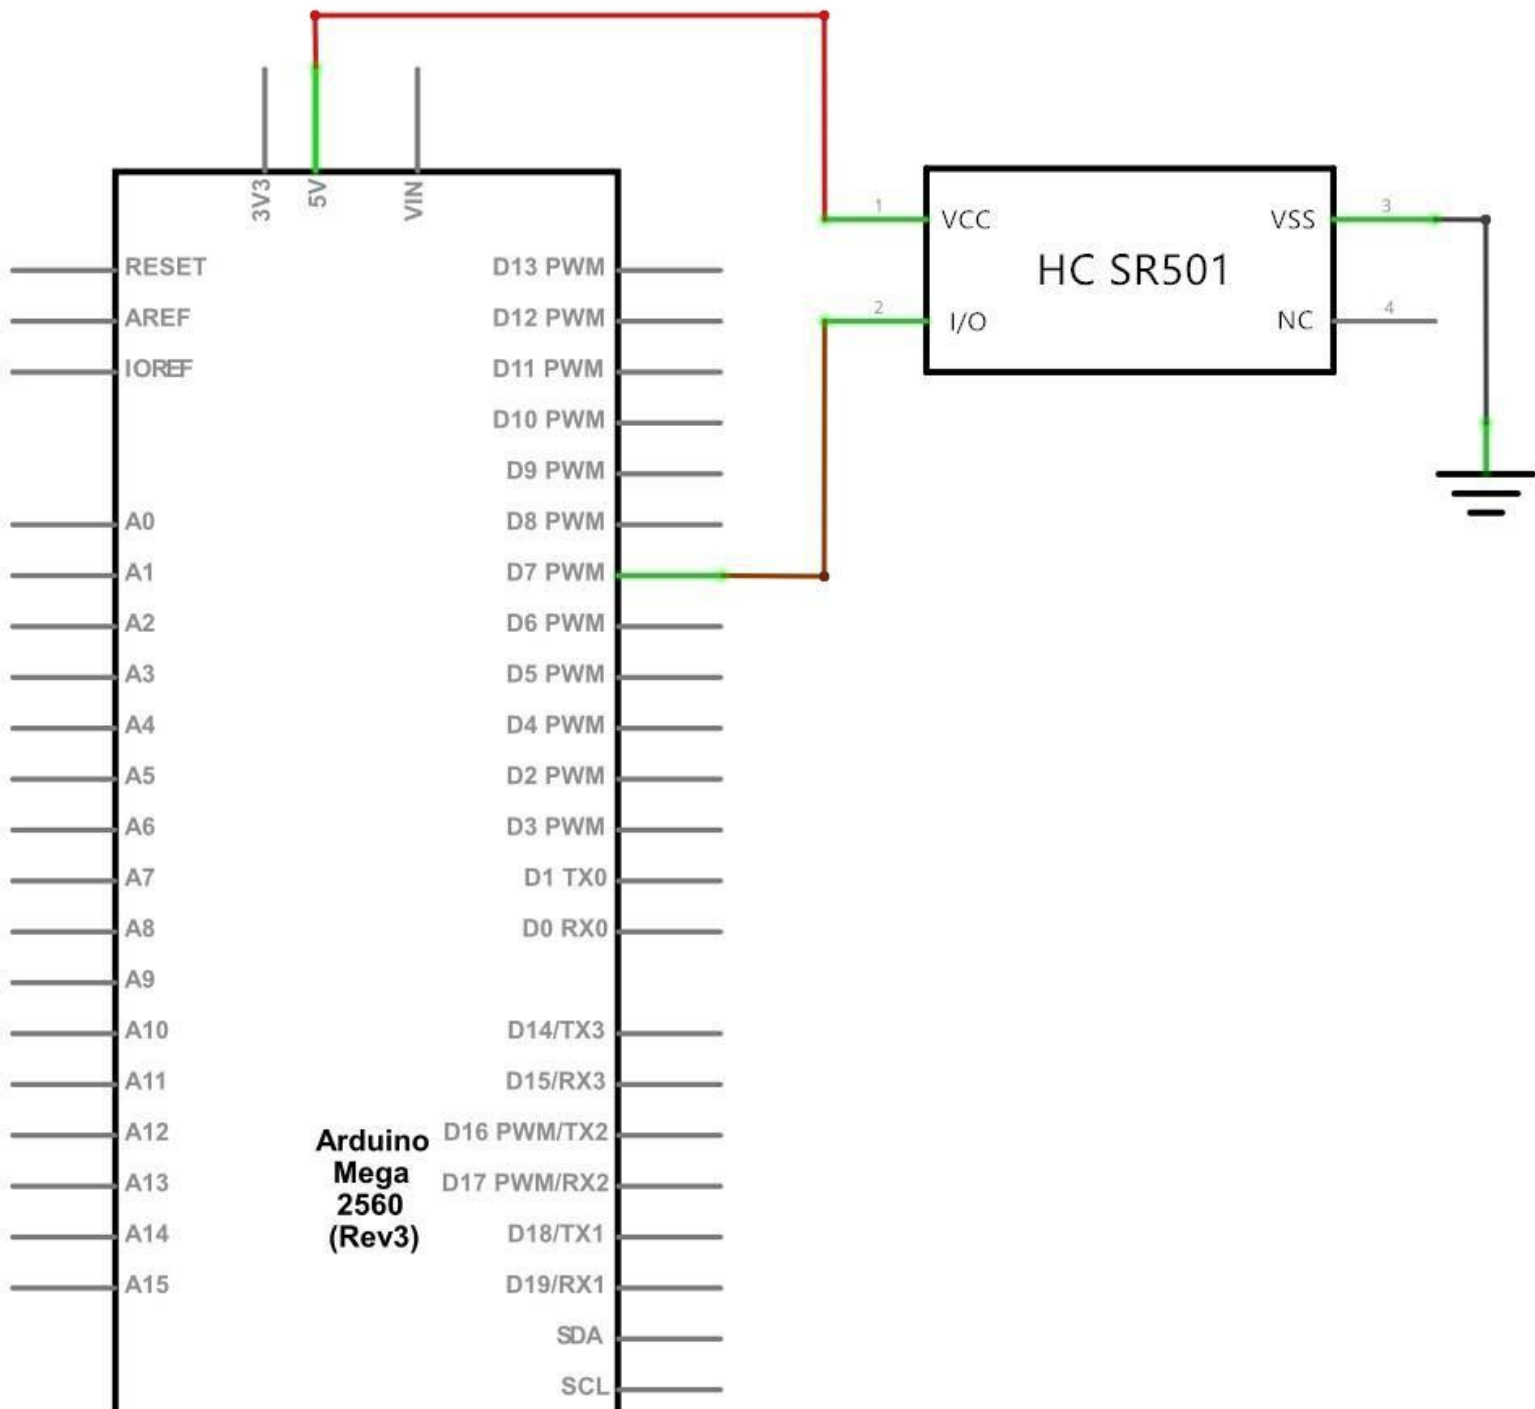 3V3
5V
VIN
RESET
AREF
IOREF
A0
A1
A2
A3
A4
A5
A6
A7
A8
A9
A10
A11
A12
A13
A14
A15
Arduino
Mega
2560
(Rev3)
D13 PWM
D12 PWM
D11 PWM
D10 PWM
D9 PWM
D8 PWM
D7 PWM
D6 PWM
D5 PWM
D4 PWM
D2 PWM
D3 PWM
D1 TX0
D0 RX0
D14/TX3
D15/RX3
D16 PWM/TX2
D17 PWM/RX2
D18/TX1
D19/RX1
SDA
SCL
1
VCC
2
I/O
HC SR501
VSS
3
NC
4